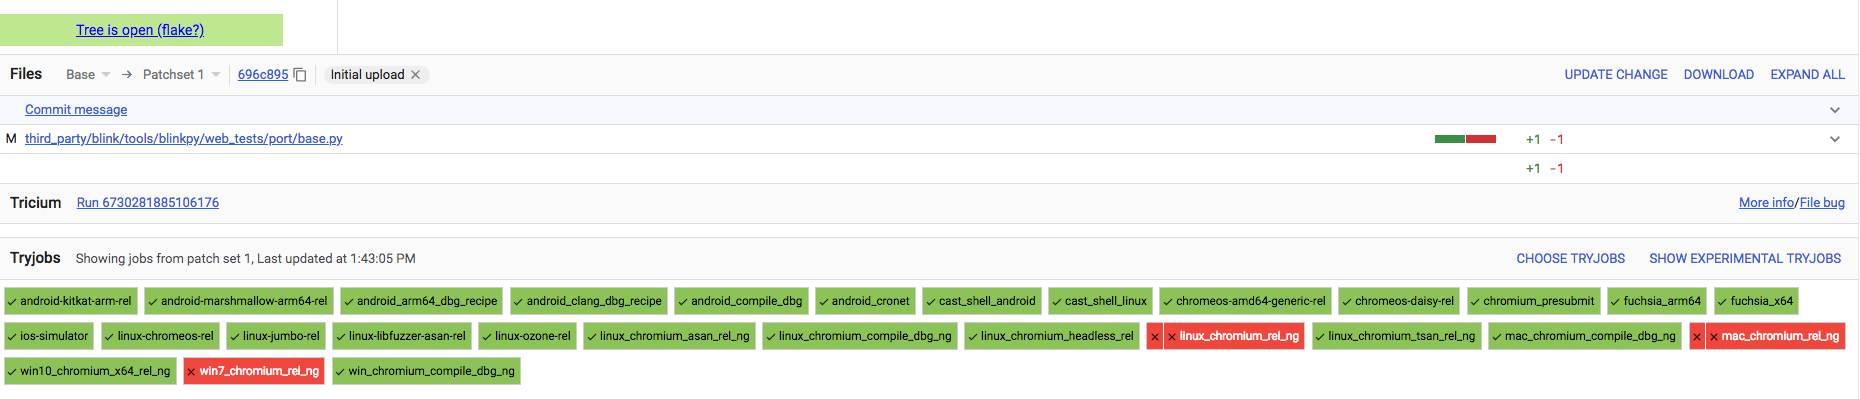 Tree is open (flake?)
Files Base → Patchset 1 696c895 Initial upload × UPDATE CHANGE DOWNLOAD EXPAND ALL
Commit message
M third_party/blink/tools/blinkpy/web_tests/port/base.py +1 −1
+1 −1
Tricium Run 6730281885106176 More info/File bug
Tryjobs Showing jobs from patch set 1, Last updated at 1:43:05 PM CHOOSE TRYJOBS SHOW EXPERIMENTAL TRYJOBS
✓ android-kitkat-arm-rel ✓ android-marshmallow-arm64-rel ✓ android_arm64_dbg_recipe ✓ android_clang_dbg_recipe ✓ android_compile_dbg ✓ android_cronet ✓ cast_shell_android ✓ cast_shell_linux ✓ chromeos-amd64-generic-rel ✓ chromeos-daisy-rel ✓ chromium_presubmit ✓ fuchsia_arm64 ✓ fuchsia_x64
✓ ios-simulator ✓ linux-chromeos-rel ✓ linux-jumbo-rel ✓ linux-libfuzzer-asan-rel ✓ linux-ozone-rel ✓ linux_chromium_asan_rel_ng ✓ linux_chromium_compile_dbg_ng ✓ linux_chromium_headless_rel × × linux_chromium_rel_ng ✓ linux_chromium_tsan_rel_ng ✓ mac_chromium_compile_dbg_ng × × mac_chromium_rel_ng
✓ win10_chromium_x64_rel_ng × win7_chromium_rel_ng ✓ win_chromium_compile_dbg_ng